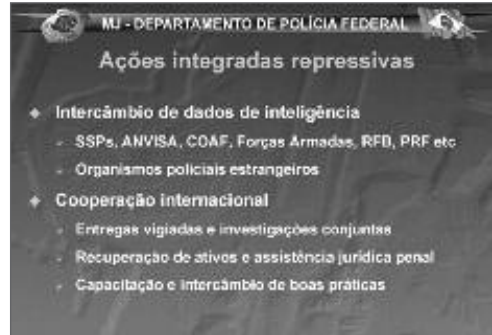 MJ - DEPARTAMENTO DE POLÍCIA FEDERAL
Ações integradas repressivas
Intercâmbio de dados de inteligência
- SSPs, ANVISA, COAF, Forças Armadas, RFB, PRF etc
- Organismos policiais estrangeiros
Cooperação internacional
- Entregas vigiadas e investigações conjuntas
- Recuperação de ativos e assistência jurídica penal
- Capacitação e intercâmbio de boas práticas